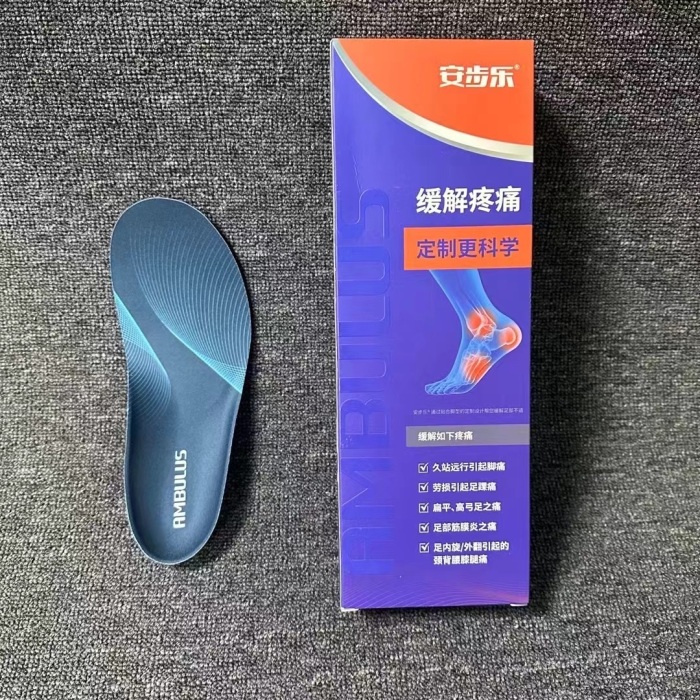 安步乐®
缓解疼痛
定制更科学
AMBULUS
缓解如下疼痛
☑ 久站远行引起脚痛
☑ 劳损引起足踝痛
☑ 扁平、高弓足之痛
☑ 足部筋膜炎之痛
☑ 足内旋/外翻引起的
颈背腰膝腿痛
AMBULUS